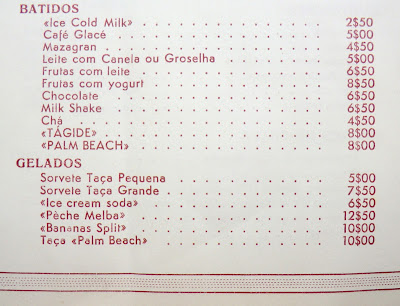 BATIDOS
«Ice Cold Milk» . . . . . . . . . . . . . 2$50
Café Glacé . . . . . . . . . . . . . 5$00
Mazagran . . . . . . . . . . . . . 4$50
Leite com Canela ou Groselha . . . . . . . . 5$00
Frutas com leite . . . . . . . . . . . . 6$50
Frutas com yogurt . . . . . . . . . . . 8$50
Chocolate . . . . . . . . . . . . . 6$50
Milk Shake . . . . . . . . . . . . . 6$50
Chá . . . . . . . . . . . . . . . 4$50
«TÁGIDE» . . . . . . . . . . . . . 8$00
«PALM BEACH» . . . . . . . . . . . . 8$00
GELADOS
Sorvete Taça Pequena . . . . . . . . . . 5$00
Sorvete Taça Grande . . . . . . . . . . 7$50
«Ice cream soda» . . . . . . . . . . . 6$50
«Pèche Melba» . . . . . . . . . . . . 12$50
«Bananas Split» . . . . . . . . . . . . 10$00
Taça «Palm Beach» . . . . . . . . . . . 10$00